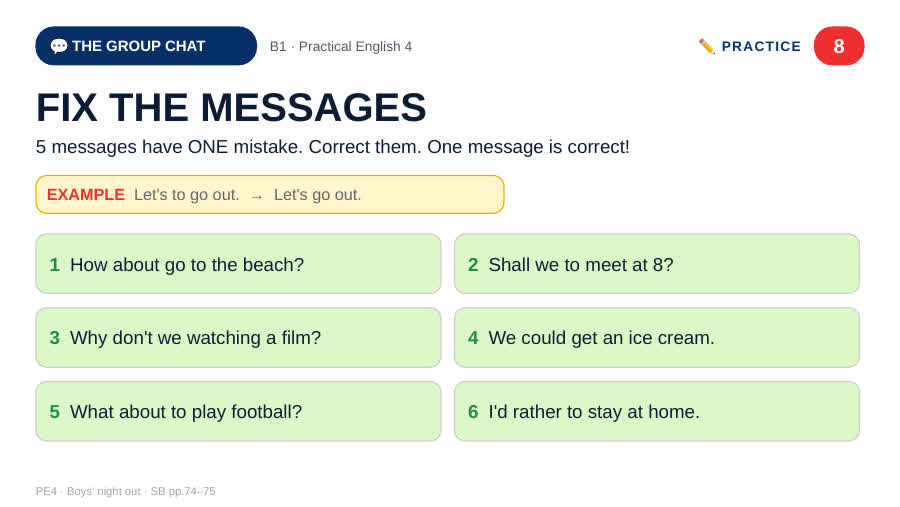 💬 THE GROUP CHAT
B1 · Practical English 4
✏️ PRACTICE
8
FIX THE MESSAGES
5 messages have ONE mistake. Correct them. One message is correct!
EXAMPLE Let's to go out. → Let's go out.
1 How about go to the beach?
2 Shall we to meet at 8?
3 Why don't we watching a film?
4 We could get an ice cream.
5 What about to play football?
6 I'd rather to stay at home.
PE4 · Boys' night out · SB pp.74–75